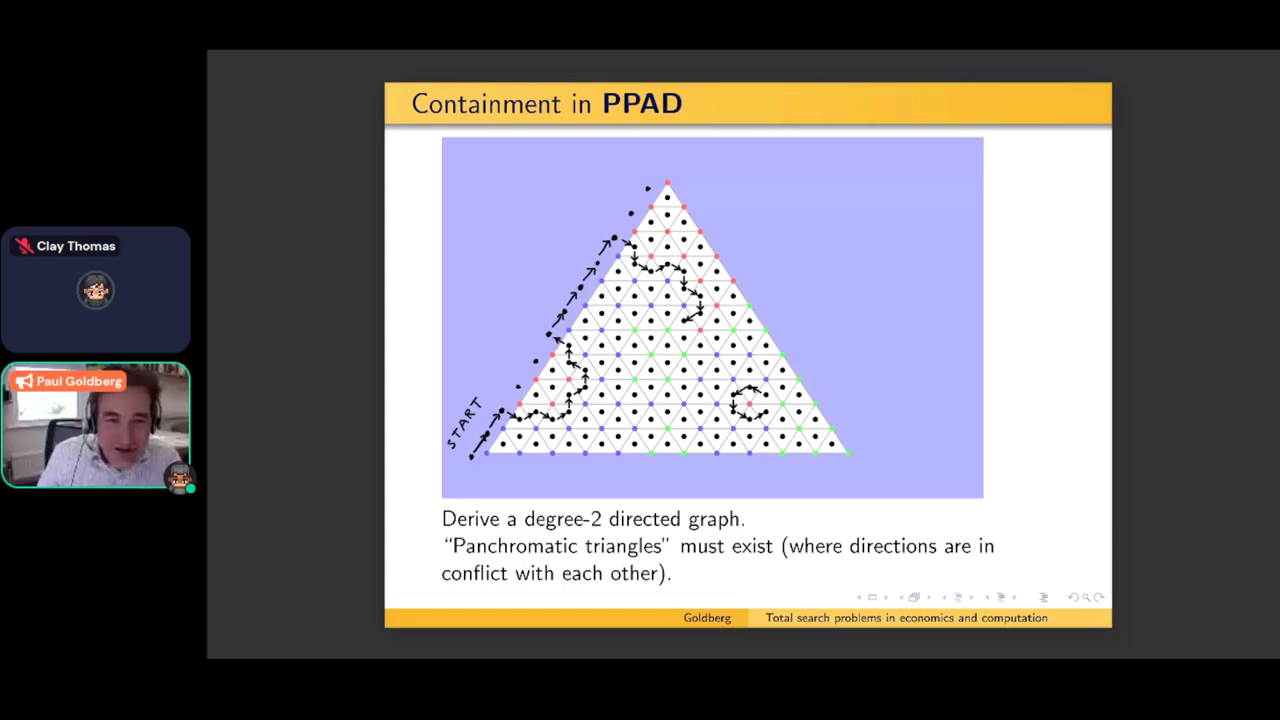 Containment in PPAD
Clay Thomas
Paul Goldberg
START
Derive a degree-2 directed graph.
“Panchromatic triangles” must exist (where directions are in
conflict with each other).
Goldberg
Total search problems in economics and computation